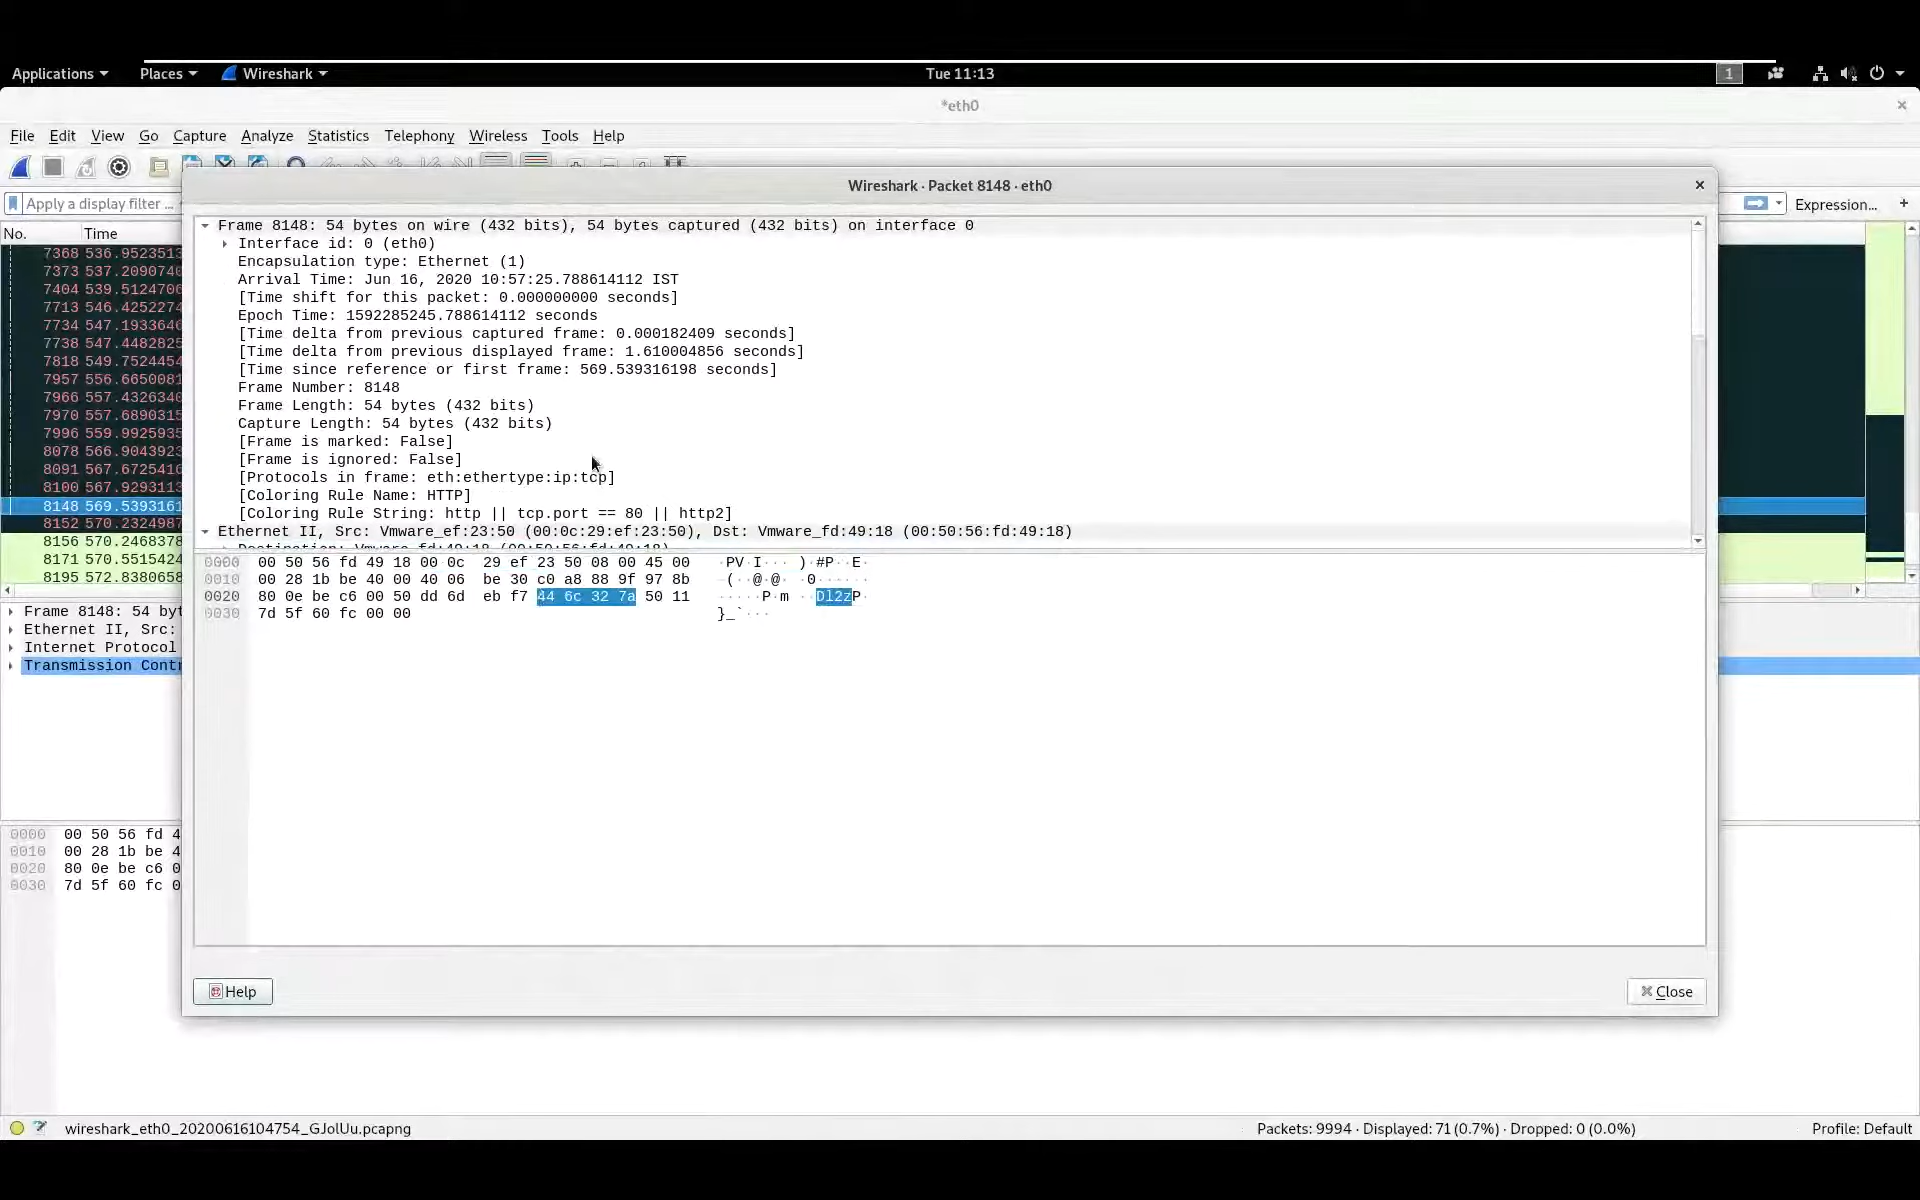 Applications Places Wireshark Tue 11:13 1
*eth0
File Edit View Go Capture Analyze Statistics Telephony Wireless Tools Help
Wireshark · Packet 8148 · eth0
Apply a display filter ... Expression... +
No. Time
7368 536.9523513
7373 537.2090740
7404 539.5124706
7713 546.4252274
7734 547.1933646
7738 547.4482825
7818 549.7524454
7957 556.6650081
7966 557.4326340
7970 557.6890315
7996 559.9925935
8078 566.9043923
8091 567.6725416
8100 567.9293113
8148 569.5393161
8152 570.2324987
8156 570.2468378
8171 570.5515424
8195 572.8380658
Frame 8148: 54 bytes on wire (432 bits), 54 bytes captured (432 bits) on interface 0
Interface id: 0 (eth0)
Encapsulation type: Ethernet (1)
Arrival Time: Jun 16, 2020 10:57:25.788614112 IST
[Time shift for this packet: 0.000000000 seconds]
Epoch Time: 1592285245.788614112 seconds
[Time delta from previous captured frame: 0.000182409 seconds]
[Time delta from previous displayed frame: 1.610004856 seconds]
[Time since reference or first frame: 569.539316198 seconds]
Frame Number: 8148
Frame Length: 54 bytes (432 bits)
Capture Length: 54 bytes (432 bits)
[Frame is marked: False]
[Frame is ignored: False]
[Protocols in frame: eth:ethertype:ip:tcp]
[Coloring Rule Name: HTTP]
[Coloring Rule String: http || tcp.port == 80 || http2]
Ethernet II, Src: Vmware_ef:23:50 (00:0c:29:ef:23:50), Dst: Vmware_fd:49:18 (00:50:56:fd:49:18)
Destination: Vmware_fd:49:18 (00:50:56:fd:49:18)
0000 00 50 56 fd 49 18 00 0c 29 ef 23 50 08 00 45 00 ·PV·I···)·#P··E·
0010 00 28 1b be 40 00 40 06 be 30 c0 a8 88 9f 97 8b ·(··@·@··0······
0020 80 0e be c6 00 50 dd 6d eb f7 44 6c 32 7a 50 11 ·····P·m··Dl2zP·
0030 7d 5f 60 fc 00 00 }_`···
Frame 8148: 54 byt
Ethernet II, Src:
Internet Protocol
Transmission Contr
0000 00 50 56 fd 4
0010 00 28 1b be 4
0020 80 0e be c6 0
0030 7d 5f 60 fc 0
Help Close
wireshark_eth0_20200616104754_GJolUu.pcapng Packets: 9994 · Displayed: 71 (0.7%) · Dropped: 0 (0.0%) Profile: Default